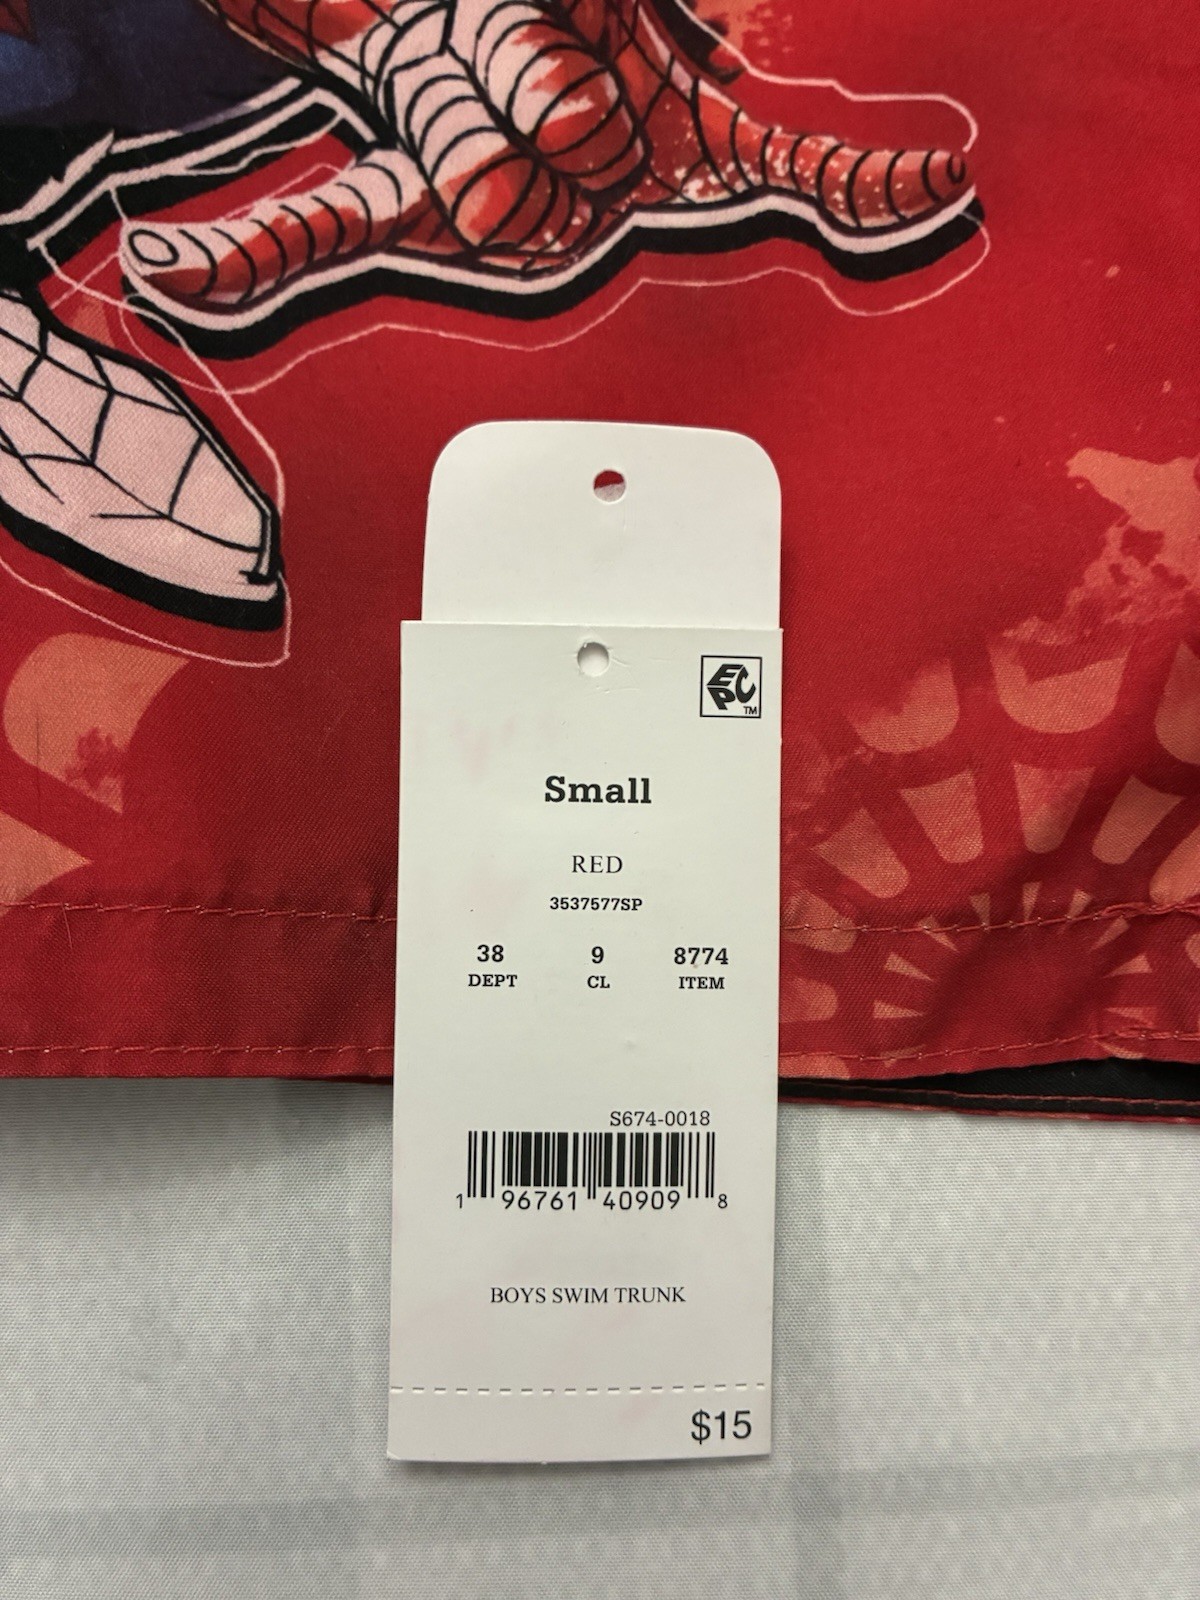 EPC
TM
Small
RED
3537577SP
38 9 8774
DEPT CL ITEM
S674-0018
1 96761 40909 8
BOYS SWIM TRUNK
$15